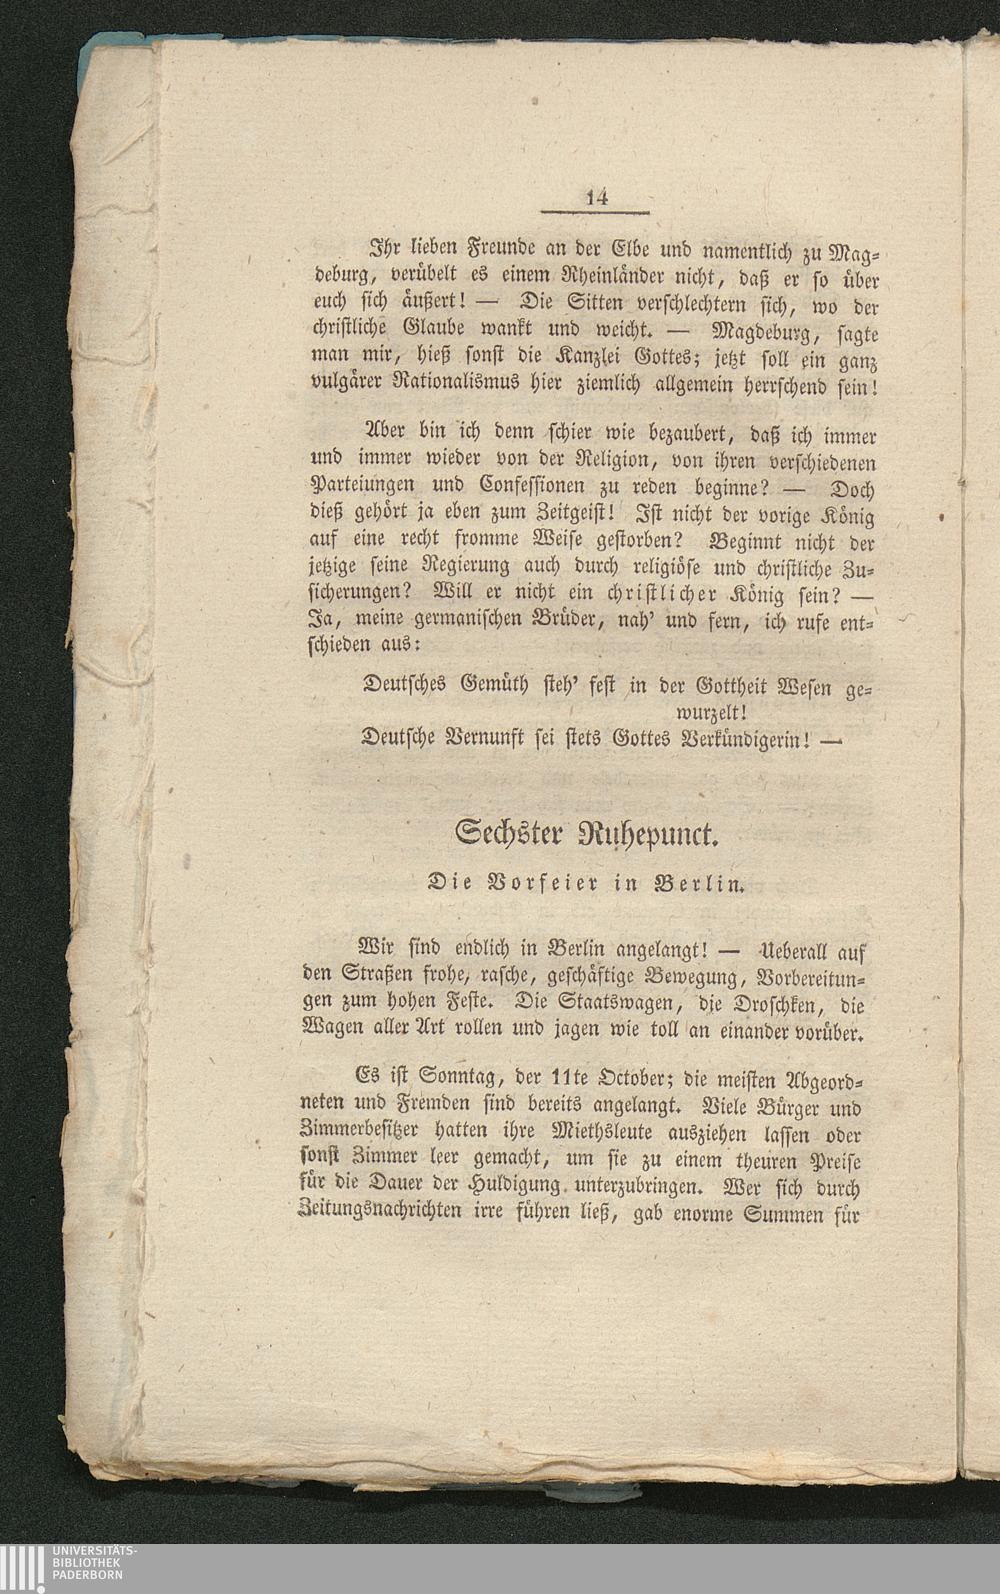 14
Ihr lieben Freunde an der Elbe und namentlich zu Mag-
deburg, verübelt es einem Rheinländer nicht, daß er so über
euch sich äußert! — Die Sitten verschlechtern sich, wo der
christliche Glaube wankt und weicht. — Magdeburg, sagte
man mir, hieß sonst die Kanzlei Gottes; jetzt soll ein ganz
vulgärer Rationalismus hier ziemlich allgemein herrschend sein!
Aber bin ich denn schier wie bezaubert, daß ich immer
und immer wieder von der Religion, von ihren verschiedenen
Parteiungen und Confessionen zu reden beginne? — Doch
dieß gehört ja eben zum Zeitgeist! Ist nicht der vorige König
auf eine recht fromme Weise gestorben? Beginnt nicht der
jetzige seine Regierung auch durch religiöse und christliche Zu-
sicherungen? Will er nicht ein christlicher König sein? —
Ja, meine germanischen Brüder, nah' und fern, ich rufe ent-
schieden aus:
Deutsches Gemüth steh' fest in der Gottheit Wesen ge-
wurzelt!
Deutsche Vernunft sei stets Gottes Verkündigerin! —
Sechster Ruhepunct.
Die Vorfeier in Berlin.
Wir sind endlich in Berlin angelangt! — Ueberall auf
den Straßen frohe, rasche, geschäftige Bewegung, Vorbereitun-
gen zum hohen Feste. Die Staatswagen, die Droschken, die
Wagen aller Art rollen und jagen wie toll an einander vorüber.
Es ist Sonntag, der 11te October; die meisten Abgeord-
neten und Fremden sind bereits angelangt. Viele Bürger und
Zimmerbesitzer hatten ihre Miethsleute ausziehen lassen oder
sonst Zimmer leer gemacht, um sie zu einem theuren Preise
für die Dauer der Huldigung unterzubringen. Wer sich durch
Zeitungsnachrichten irre führen ließ, gab enorme Summen für
UNIVERSITÄTS-
BIBLIOTHEK
PADERBORN